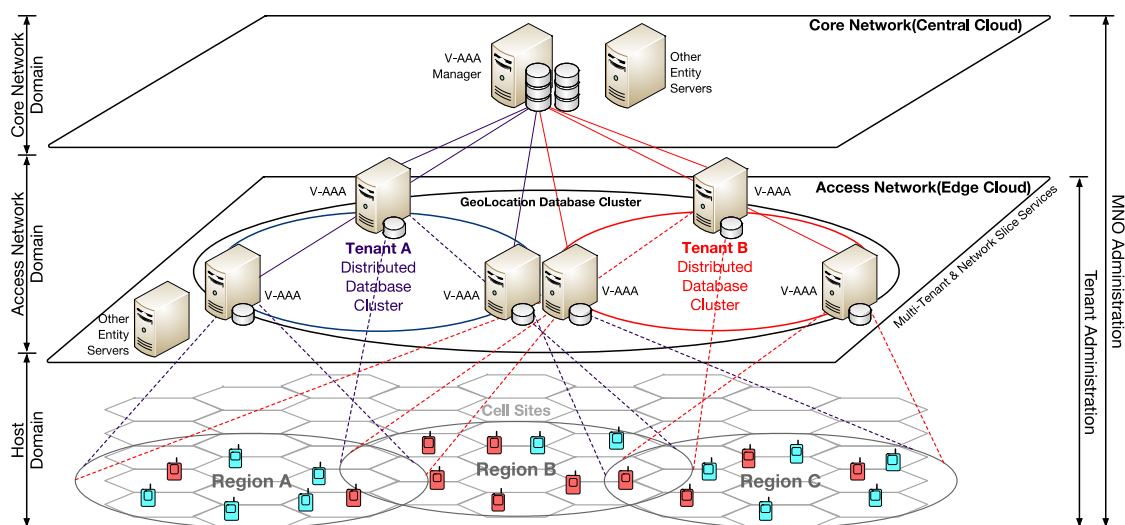 Core Network(Central Cloud)
V-AAA
Manager
Other
Entity
Servers
Core Network
Domain
V-AAA
V-AAA
Access Network(Edge Cloud)
GeoLocation Database Cluster
Tenant A
Distributed
Database
Cluster
Tenant B
Distributed
Database
Cluster
V-AAA
V-AAA
V-AAA
V-AAA
Other
Entity
Servers
Multi-Tenant & Network Slice Services
Access Network
Domain
MNO Administration
Tenant Administration
Host
Domain
Cell Sites
Region A
Region B
Region C